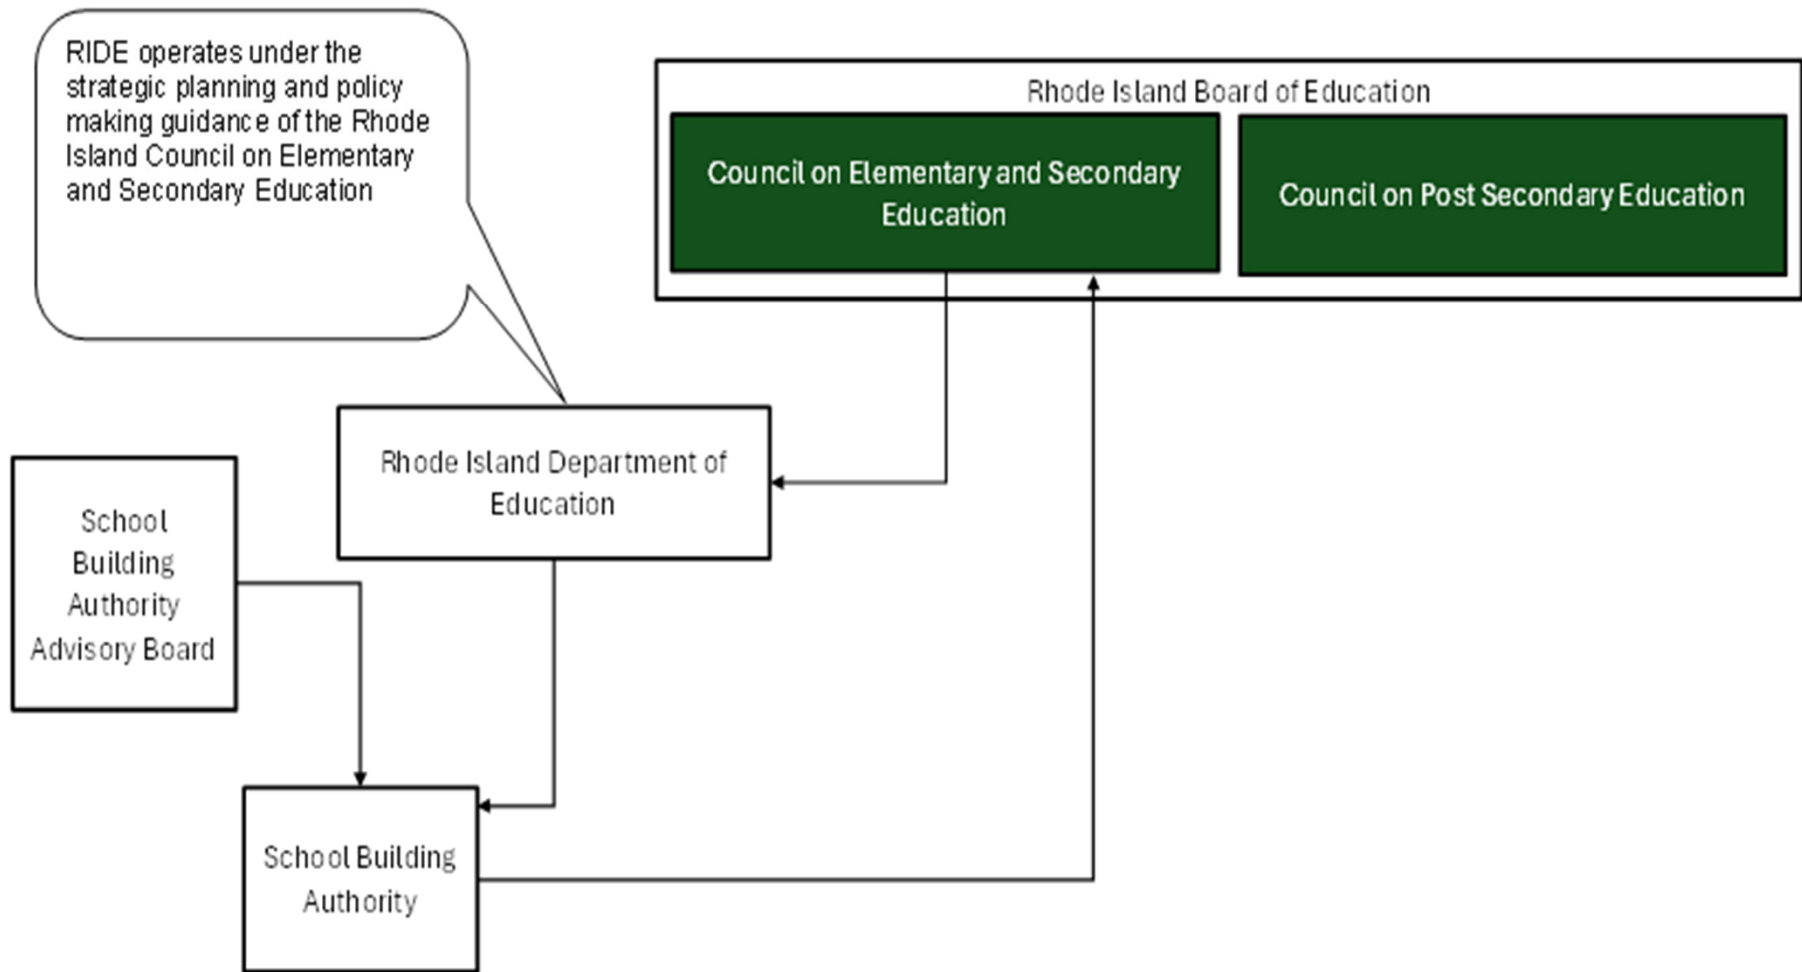 RIDE operates under the
strategic planning and policy
making guidance of the Rhode
Island Council on Elementary
and Secondary Education
Rhode Island Board of Education
Council on Elementary and Secondary
Education
Council on Post Secondary Education
Rhode Island Department of
Education
School
Building
Authority
Advisory Board
School Building
Authority